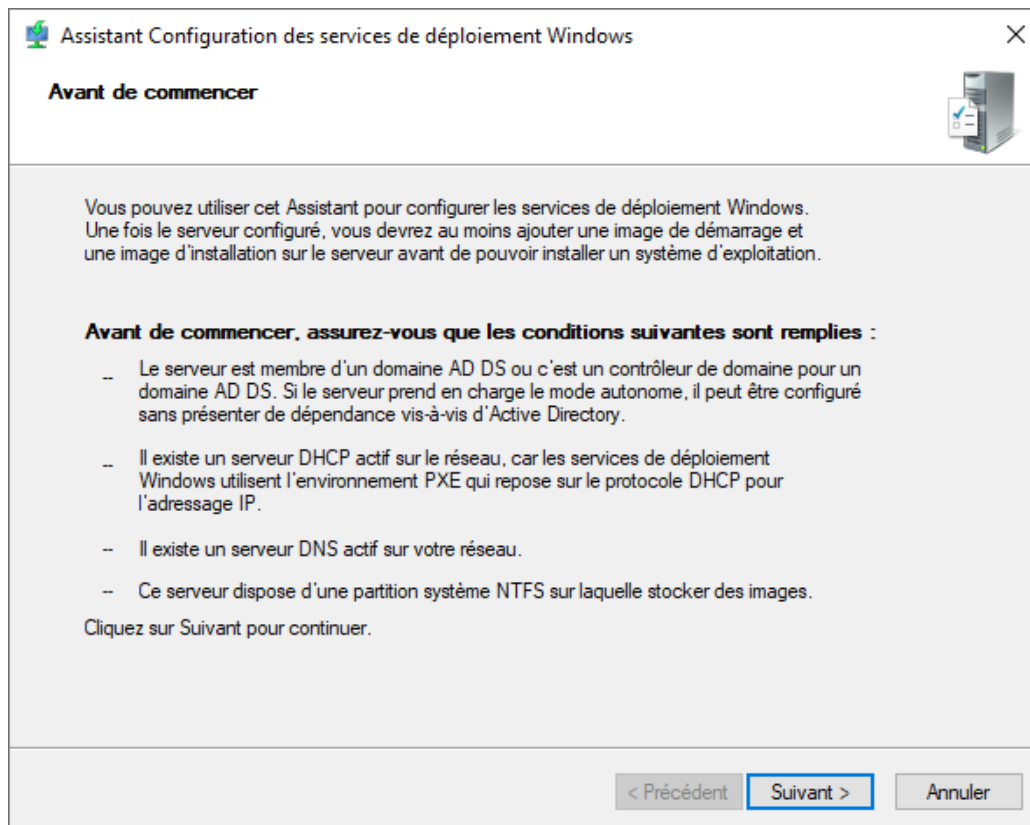 Assistant Configuration des services de déploiement Windows
Avant de commencer
Vous pouvez utiliser cet Assistant pour configurer les services de déploiement Windows.
Une fois le serveur configuré, vous devrez au moins ajouter une image de démarrage et
une image d'installation sur le serveur avant de pouvoir installer un système d'exploitation.
Avant de commencer, assurez-vous que les conditions suivantes sont remplies :
-- Le serveur est membre d'un domaine AD DS ou c'est un contrôleur de domaine pour un
domaine AD DS. Si le serveur prend en charge le mode autonome, il peut être configuré
sans présenter de dépendance vis-à-vis d'Active Directory.
-- Il existe un serveur DHCP actif sur le réseau, car les services de déploiement
Windows utilisent l'environnement PXE qui repose sur le protocole DHCP pour
l'adressage IP.
-- Il existe un serveur DNS actif sur votre réseau.
-- Ce serveur dispose d'une partition système NTFS sur laquelle stocker des images.
Cliquez sur Suivant pour continuer.
< Précédent Suivant > Annuler